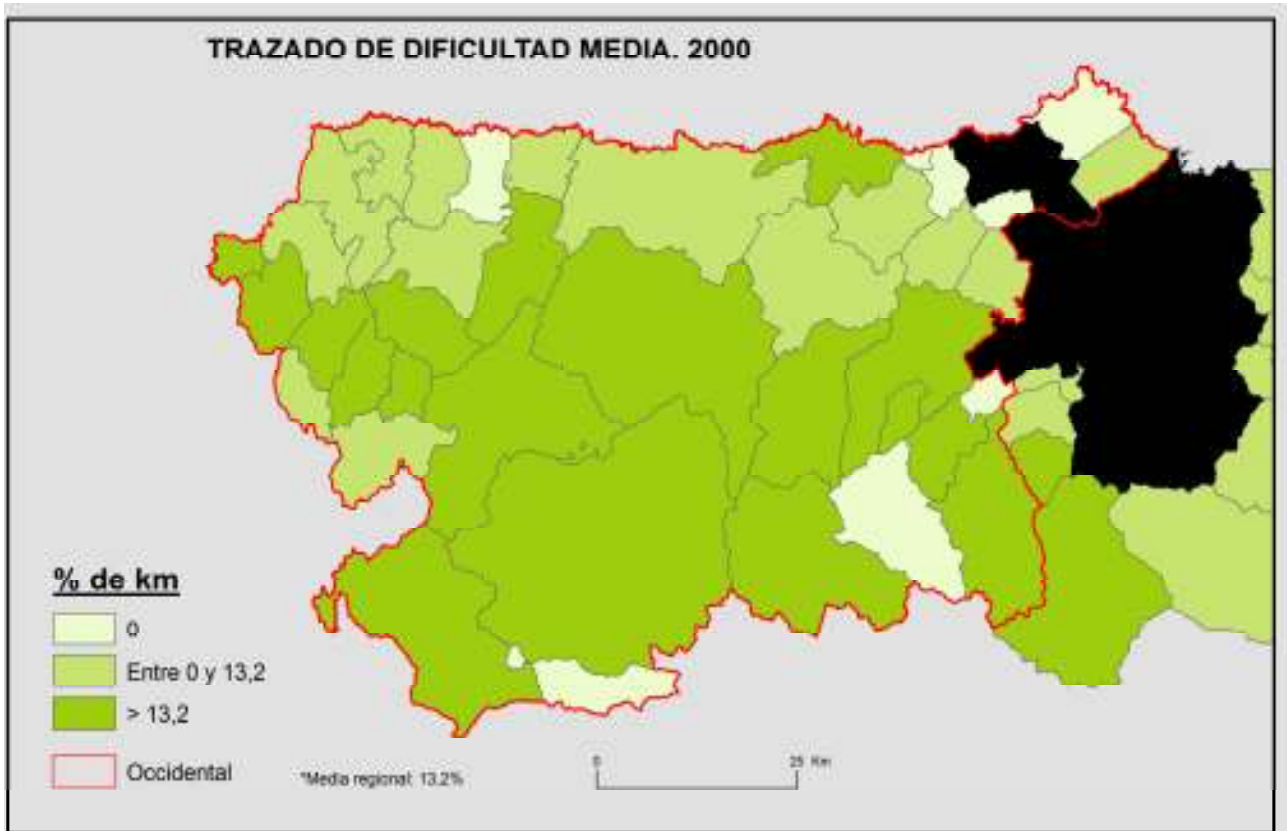 TRAZADO DE DIFICULTAD MEDIA. 2000
% de km
0
Entre 0 y 13,2
> 13,2
Occidental
*Media regional: 13,2%
0 25 Km